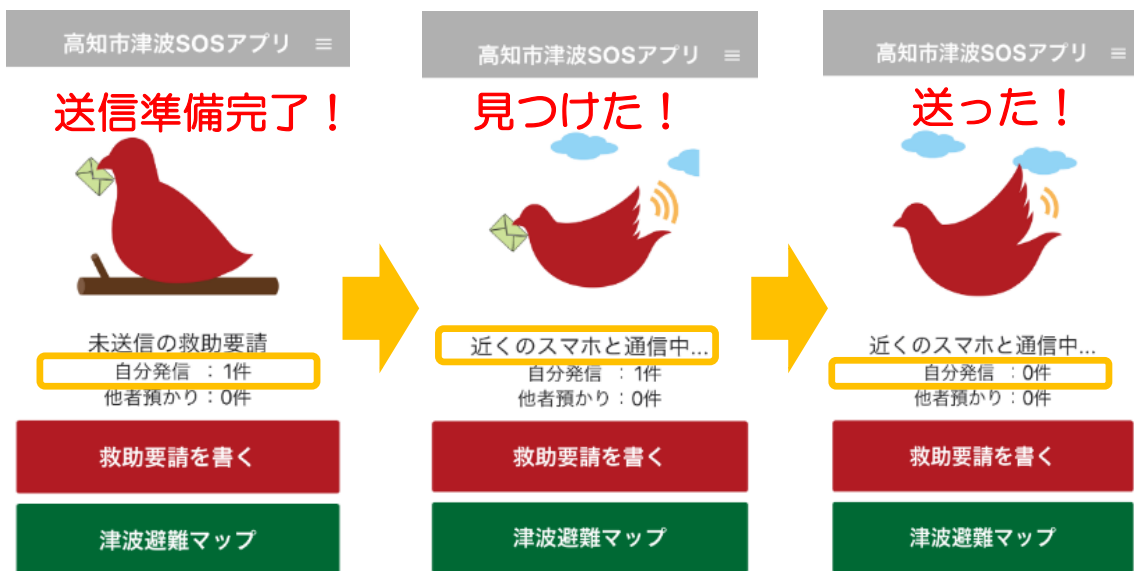 高知市津波SOSアプリ ≡
送信準備完了！
未送信の救助要請
自分発信 ：1件
他者預かり：0件
救助要請を書く
津波避難マップ
高知市津波SOSアプリ ≡
見つけた！
近くのスマホと通信中...
自分発信 ：1件
他者預かり：0件
救助要請を書く
津波避難マップ
高知市津波SOSアプリ ≡
送った！
近くのスマホと通信中...
自分発信 ：0件
他者預かり：0件
救助要請を書く
津波避難マップ